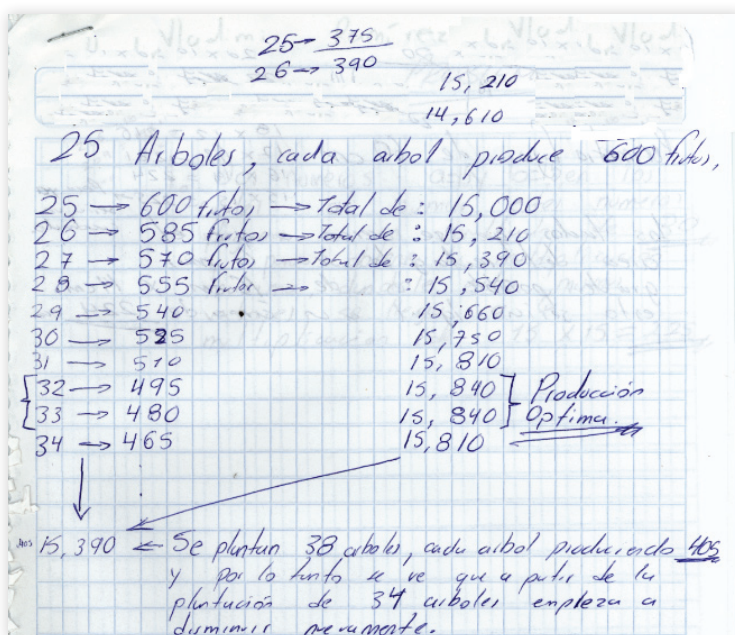 25 → 375
26 → 390
15, 210
14,610
25 Arboles, cada arbol produce 600 frutos,
25 → 600 frutos → Total de : 15,000
26 → 585 frutos → Total de : 15, 210
27 → 570 frutos → Total de : 15, 390
28 → 555 frutos → : 15, 540
29 → 540 15,660
30 → 525 15,750
31 → 510 15, 810
32 → 495 15, 840 Producción
33 → 480 15, 840 Optima.
34 → 465 15,810
15,390 ← Se plantan 38 arboles, cada arbol produciendo 405
y por lo tanto se ve que a partir de la
plantación de 34 arboles empieza a
disminuir nuevamente.